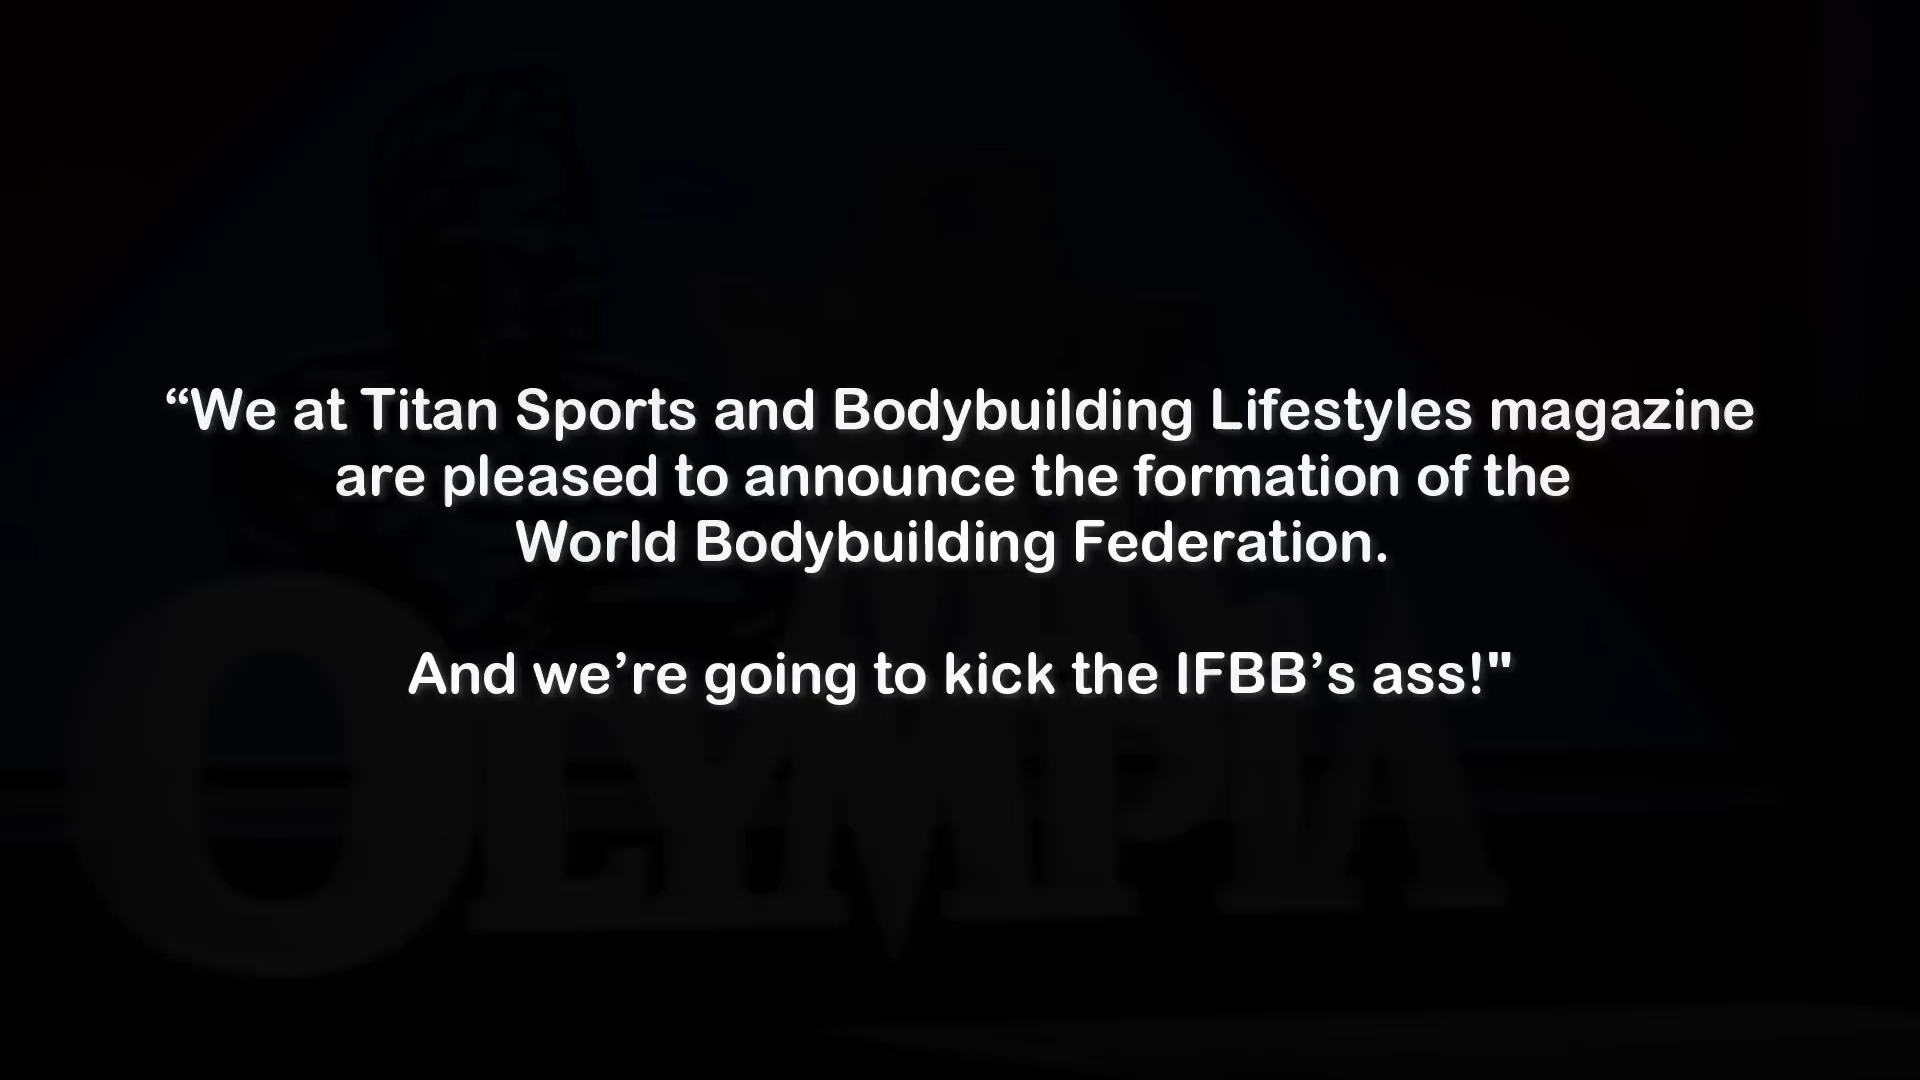 “We at Titan Sports and Bodybuilding Lifestyles magazine
are pleased to announce the formation of the
World Bodybuilding Federation.
And we’re going to kick the IFBB’s ass!"
OLYMPIA